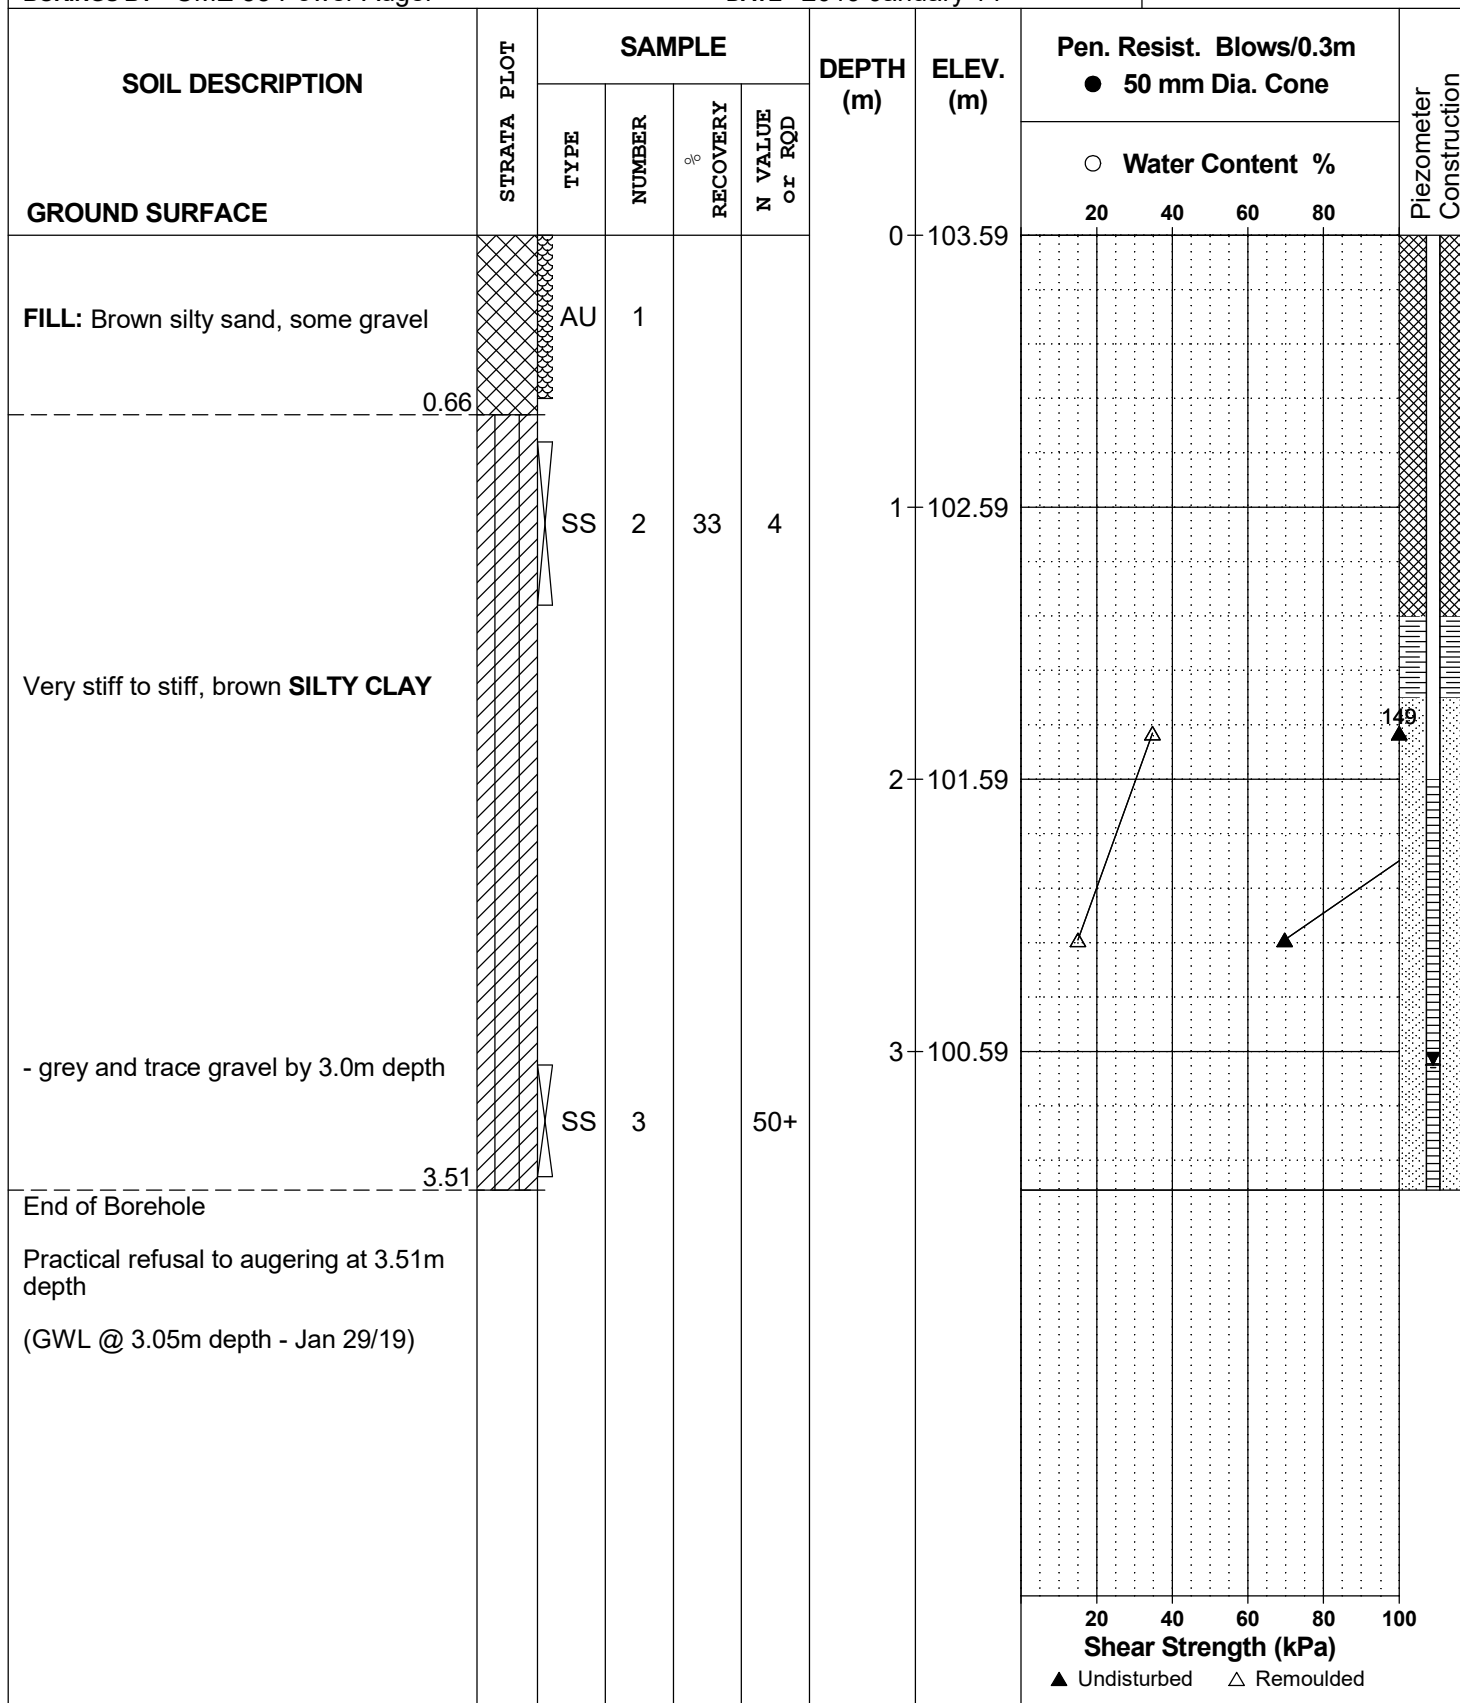 SOIL DESCRIPTION
GROUND SURFACE
STRATA PLOT
SAMPLE
TYPE
NUMBER
%
RECOVERY
N VALUE
or RQD
DEPTH
(m)
ELEV.
(m)
Pen. Resist. Blows/0.3m
● 50 mm Dia. Cone
○ Water Content %
20 40 60 80
Piezometer
Construction
0 103.59
FILL: Brown silty sand, some gravel
AU 1
0.66
1 102.59
SS 2 33 4
Very stiff to stiff, brown SILTY CLAY
149
2 101.59
3 100.59
- grey and trace gravel by 3.0m depth
SS 3 50+
3.51
End of Borehole
Practical refusal to augering at 3.51m
depth
(GWL @ 3.05m depth - Jan 29/19)
20 40 60 80 100
Shear Strength (kPa)
▲ Undisturbed △ Remoulded